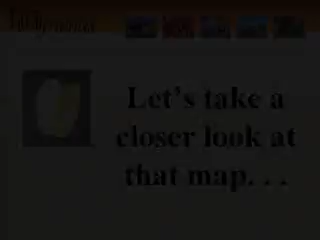 Let's take a
closer look at
that map. . .